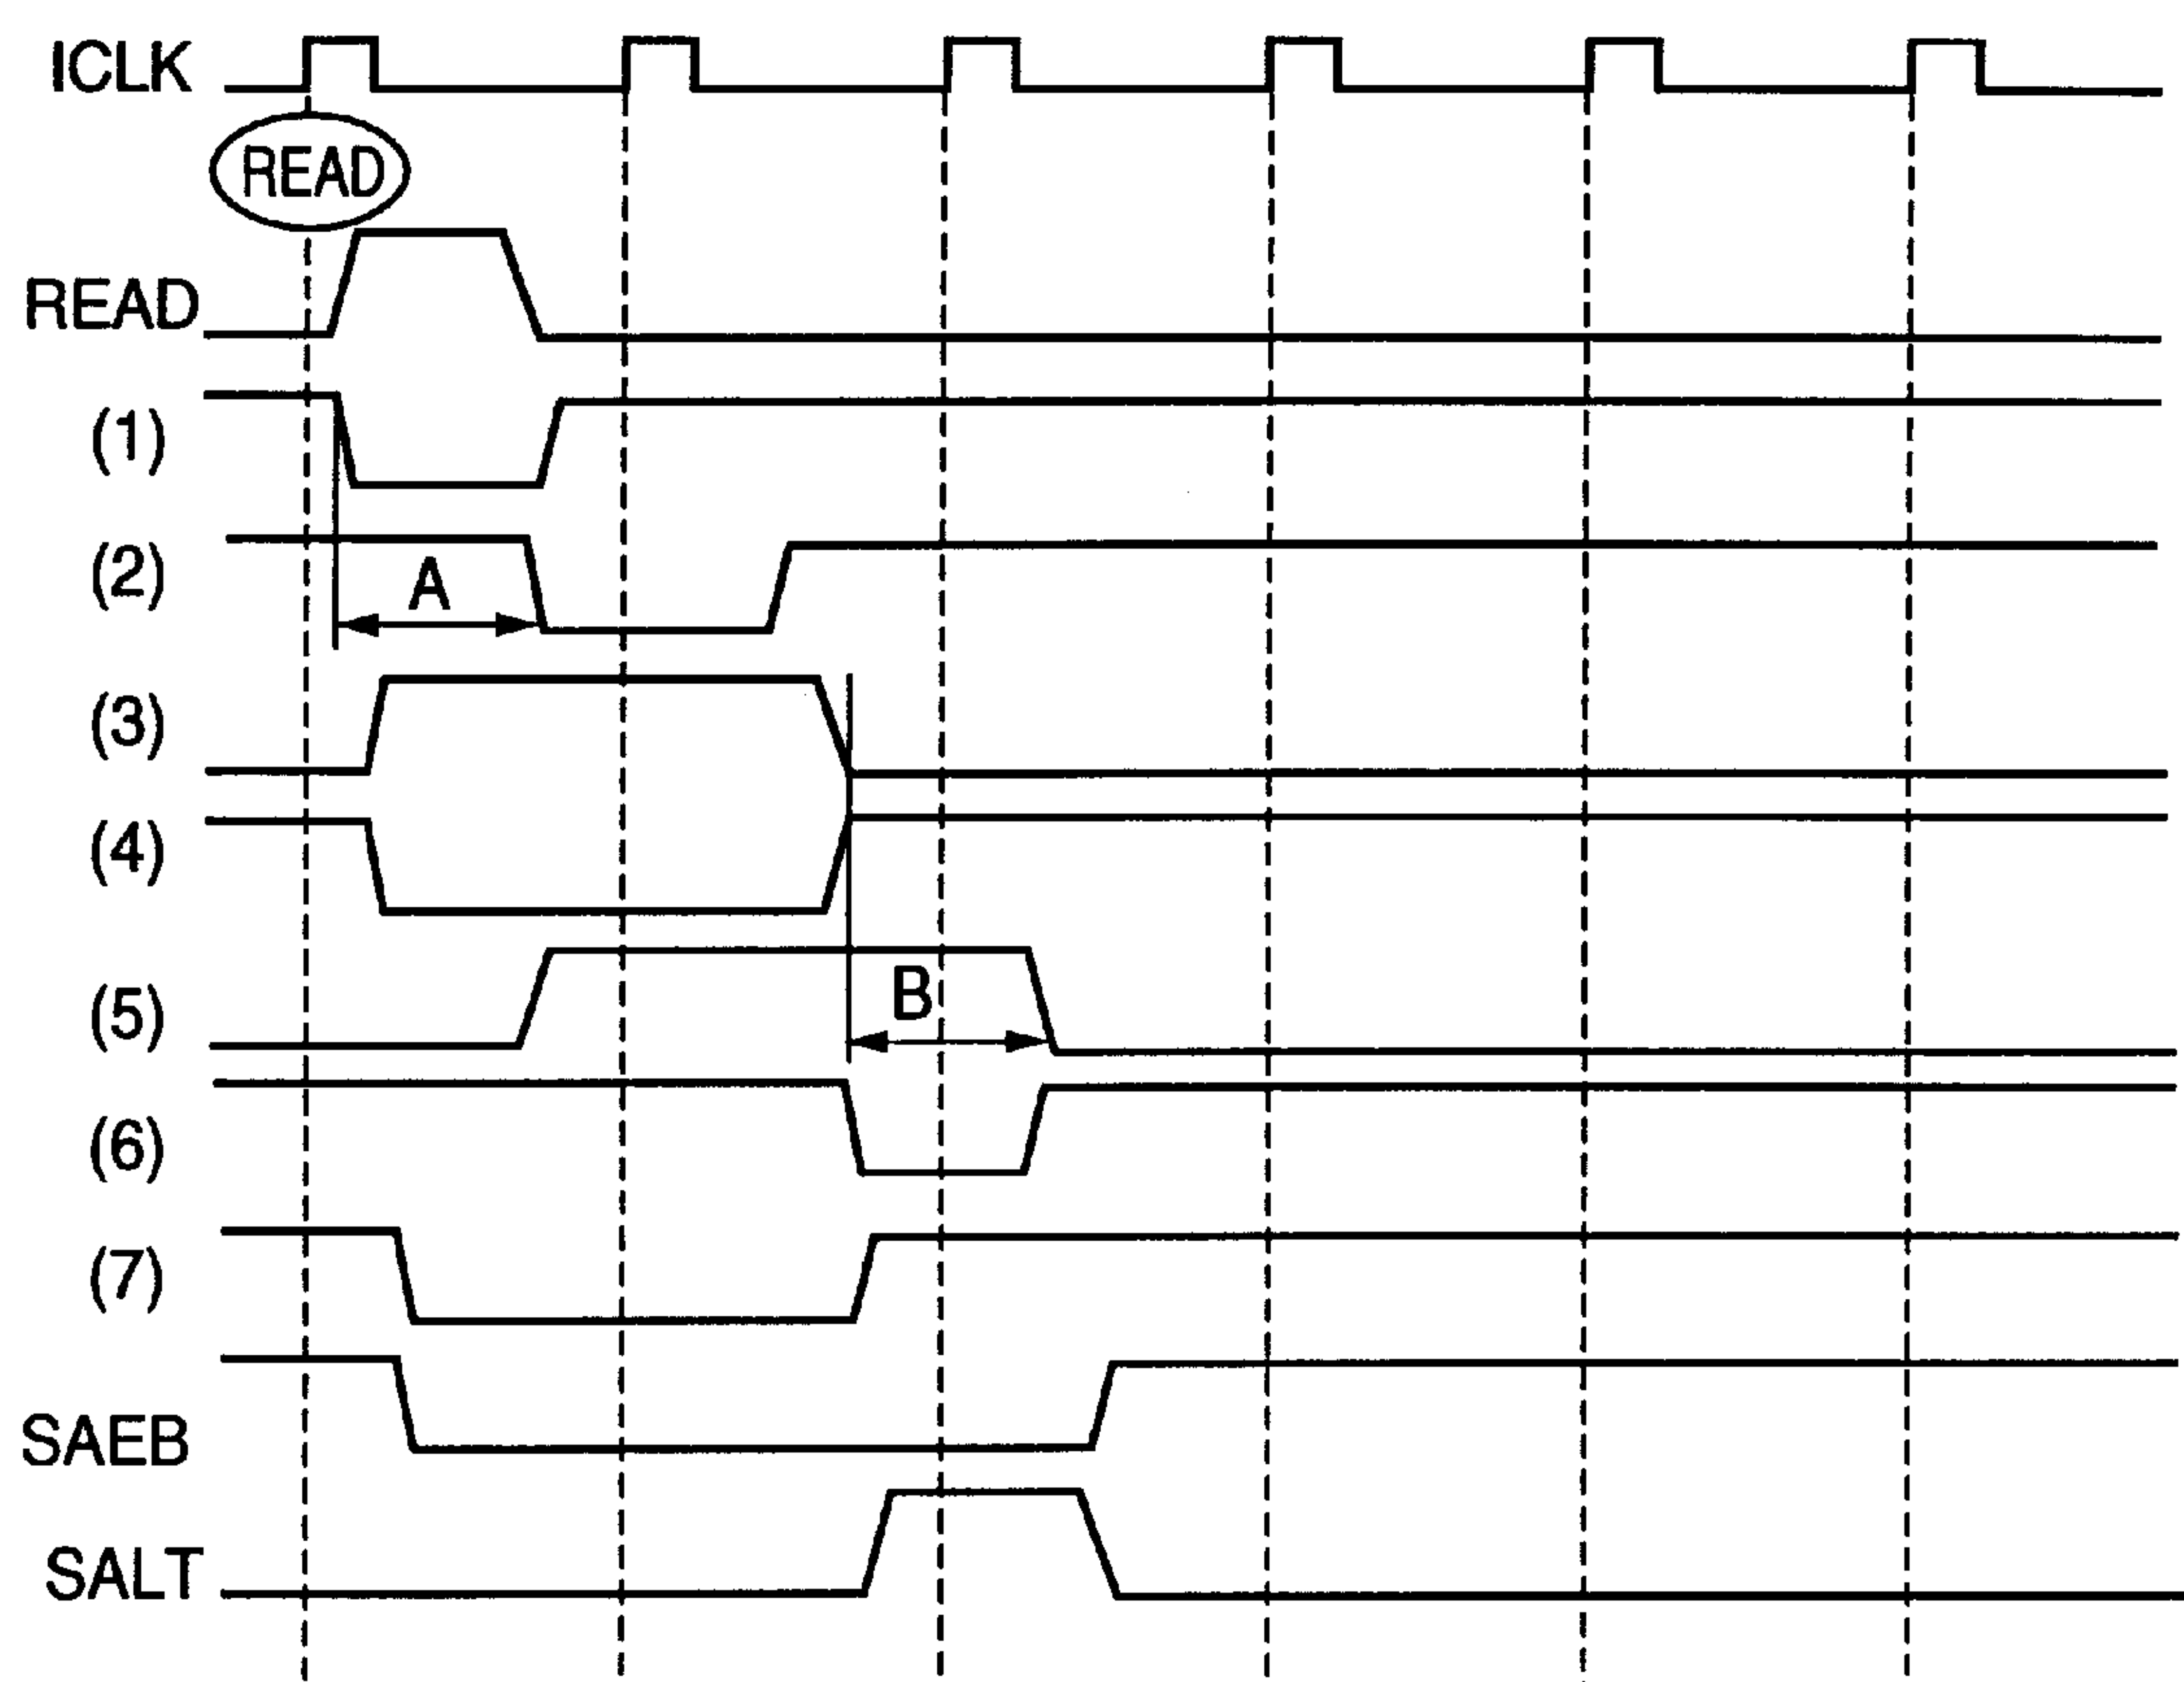 ICLK
READ
READ
(1)
(2)
A
(3)
(4)
(5)
B
(6)
(7)
SAEB
SALT